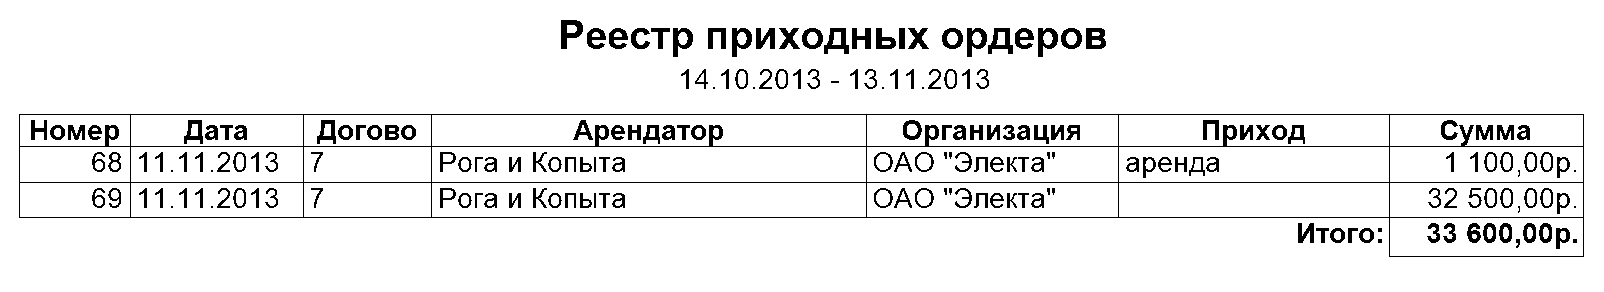 Реестр приходных ордеров
14.10.2013 - 13.11.2013
Номер Дата Догово Арендатор Организация Приход Сумма
68 11.11.2013 7 Рога и Копыта ОАО "Электа" аренда 1 100,00р.
69 11.11.2013 7 Рога и Копыта ОАО "Электа" 32 500,00р.
Итого: 33 600,00р.